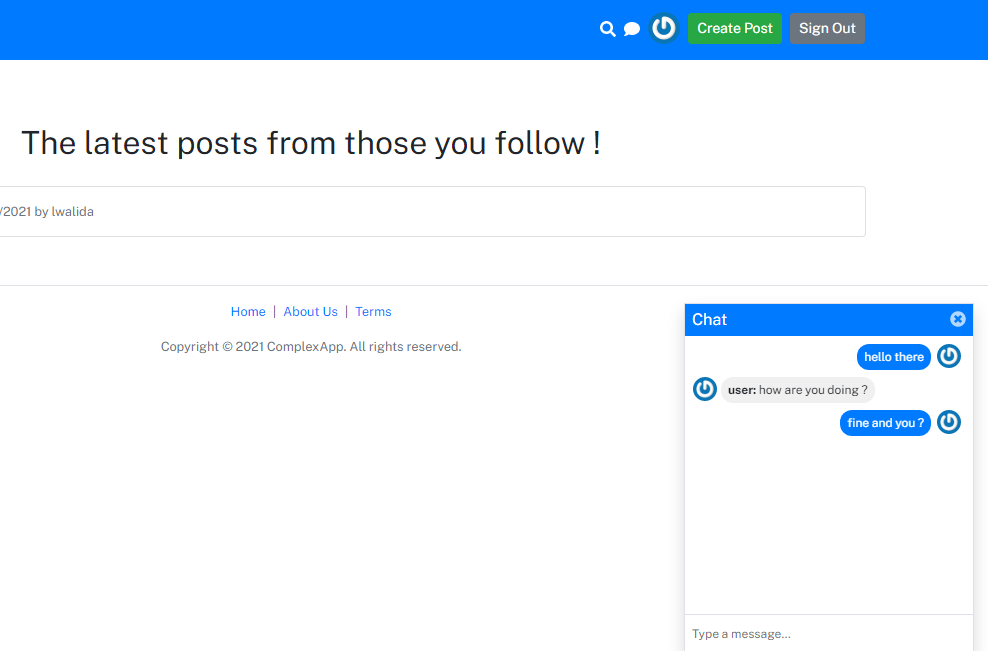 Create Post
Sign Out
The latest posts from those you follow !
/2021 by lwalida
Home | About Us | Terms
Copyright © 2021 ComplexApp. All rights reserved.
Chat
hello there
user: how are you doing ?
fine and you ?
Type a message...